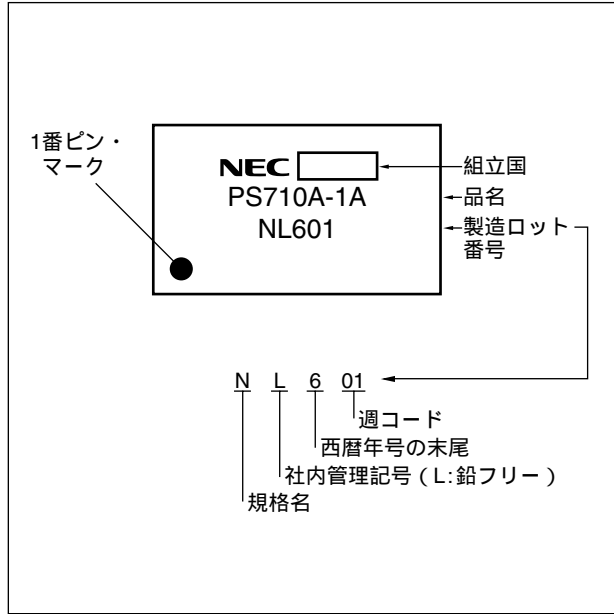 1番ピン・
マーク
NEC
PS710A-1A
NL601
組立国
品名
製造ロット
番号
N L 6 01
週コード
西暦年号の末尾
社内管理記号(L:鉛フリー)
規格名